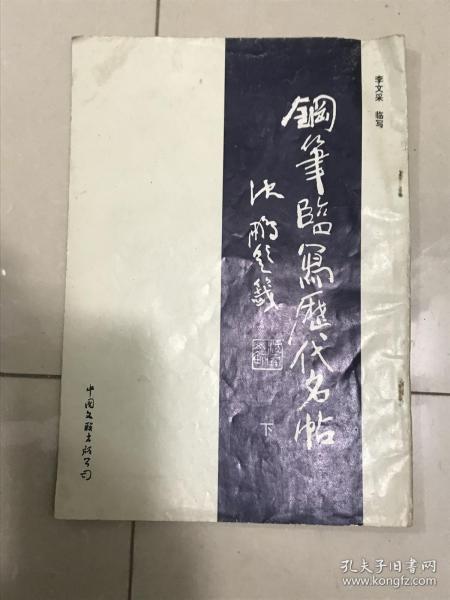 李文采 临写
鋼筆臨寫歷代名帖
沈鹏题籤
下
中国文联出版公司
孔夫子旧书网
www.kongfz.com